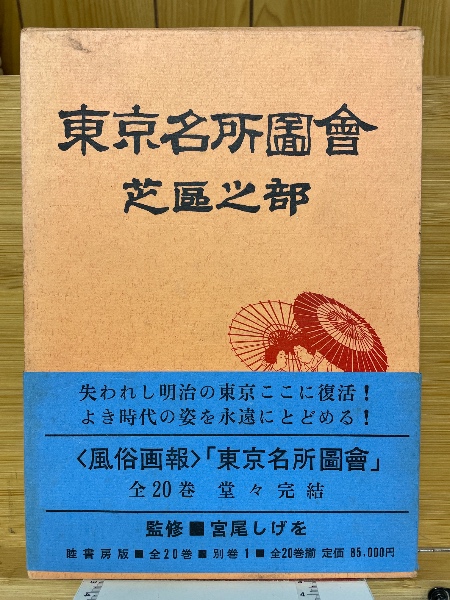 東京名所圖會
芝區之部
失われし明治の東京ここに復活!
よき時代の姿を永遠にとどめる!
〈風俗画報〉「東京名所圖會」
全20巻 堂々完結
監修■宮尾しげを
睦書房版■全20巻■別巻1■全20巻揃 定価 85,000円